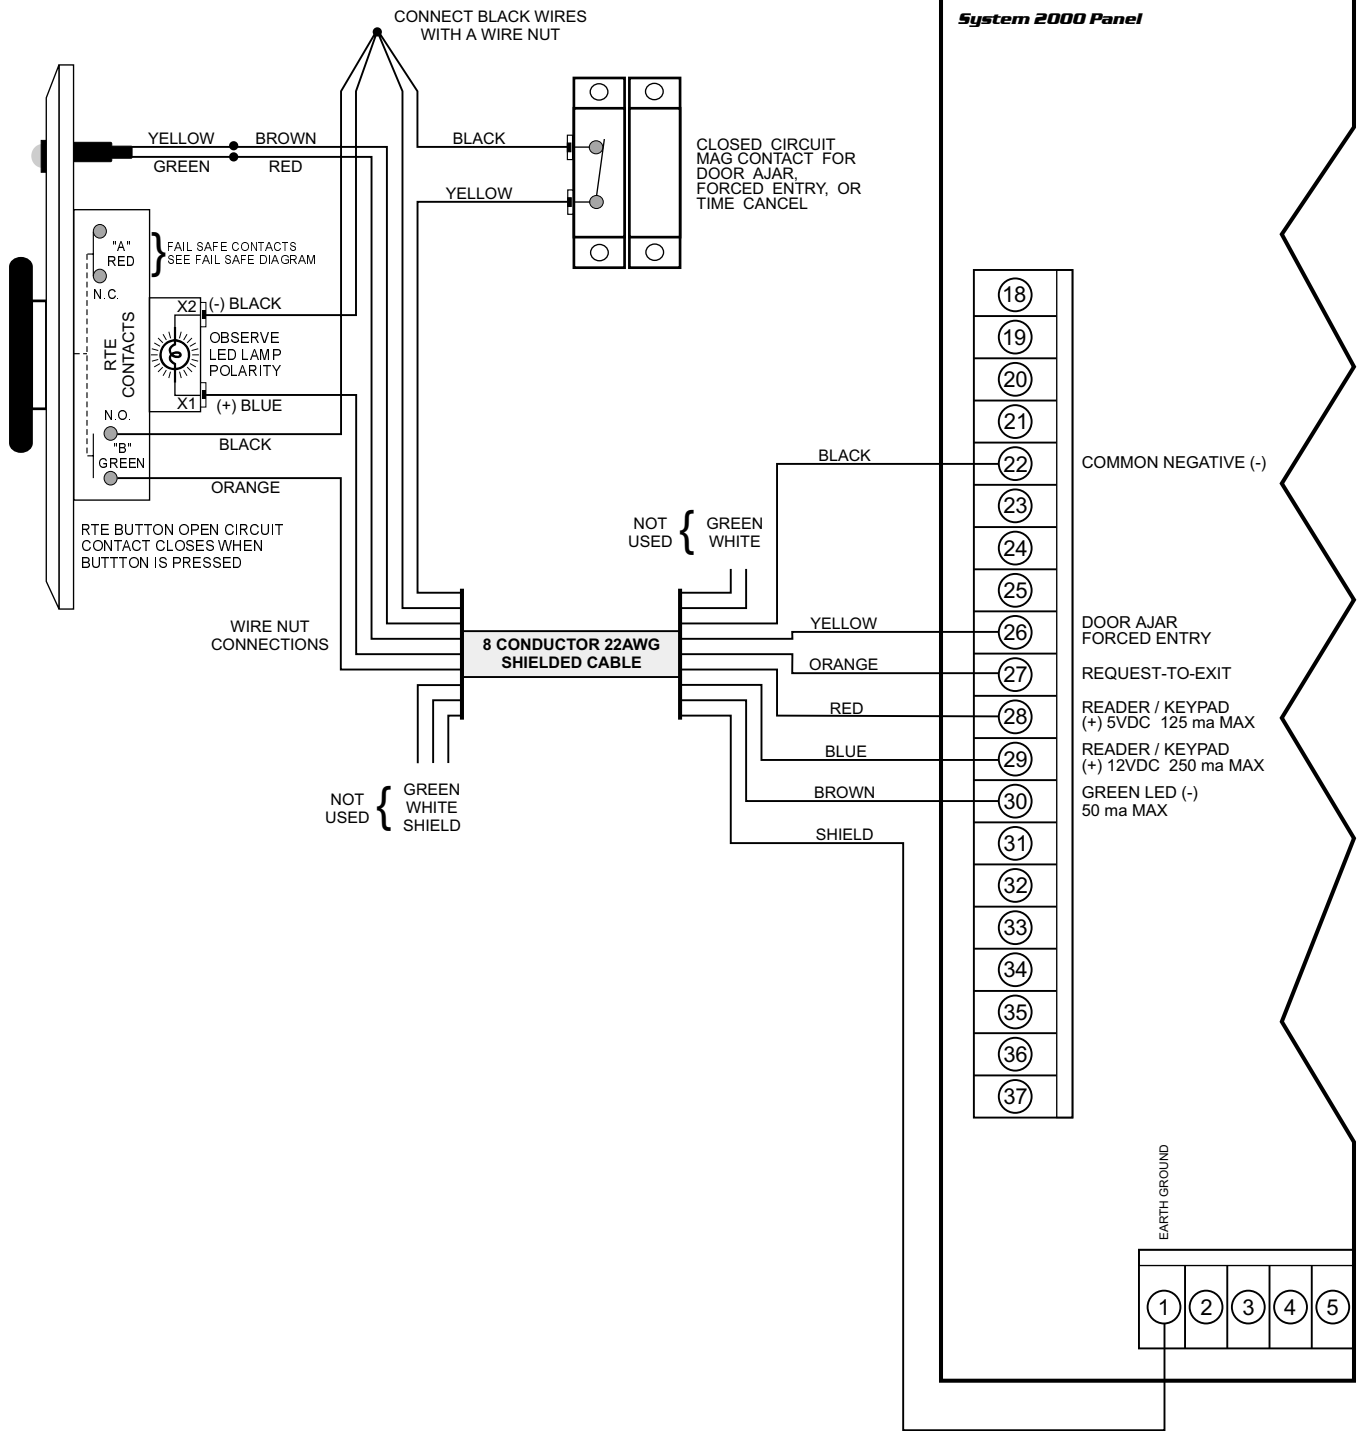 CONNECT BLACK WIRES
WITH A WIRE NUT
System 2000 Panel
YELLOW
BROWN
GREEN
RED
BLACK
YELLOW
CLOSED CIRCUIT
MAG CONTACT FOR
DOOR AJAR,
FORCED ENTRY, OR
TIME CANCEL
"A"
RED
N.C.
} FAIL SAFE CONTACTS
SEE FAIL SAFE DIAGRAM
RTE
CONTACTS
X2
(-) BLACK
OBSERVE
LED LAMP
POLARITY
X1
(+) BLUE
N.O.
"B"
GREEN
BLACK
ORANGE
RTE BUTTON OPEN CIRCUIT
CONTACT CLOSES WHEN
BUTTTON IS PRESSED
WIRE NUT
CONNECTIONS
8 CONDUCTOR 22AWG
SHIELDED CABLE
NOT
USED
{
GREEN
WHITE
NOT
USED
{
GREEN
WHITE
SHIELD
BLACK
YELLOW
ORANGE
RED
BLUE
BROWN
SHIELD
18
19
20
21
22
23
24
25
26
27
28
29
30
31
32
33
34
35
36
37
COMMON NEGATIVE (-)
DOOR AJAR
FORCED ENTRY
REQUEST-TO-EXIT
READER / KEYPAD
(+) 5VDC 125 ma MAX
READER / KEYPAD
(+) 12VDC 250 ma MAX
GREEN LED (-)
50 ma MAX
EARTH GROUND
1 2 3 4 5